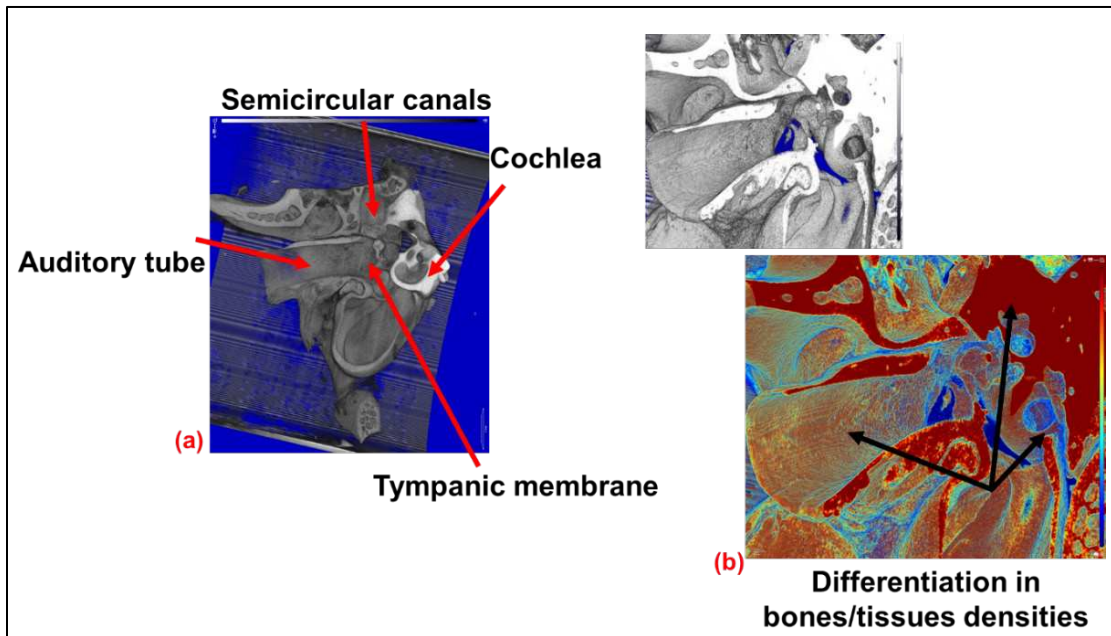 Semicircular canals
Cochlea
Auditory tube
Tympanic membrane
(a)
(b)
Differentiation in
bones/tissues densities